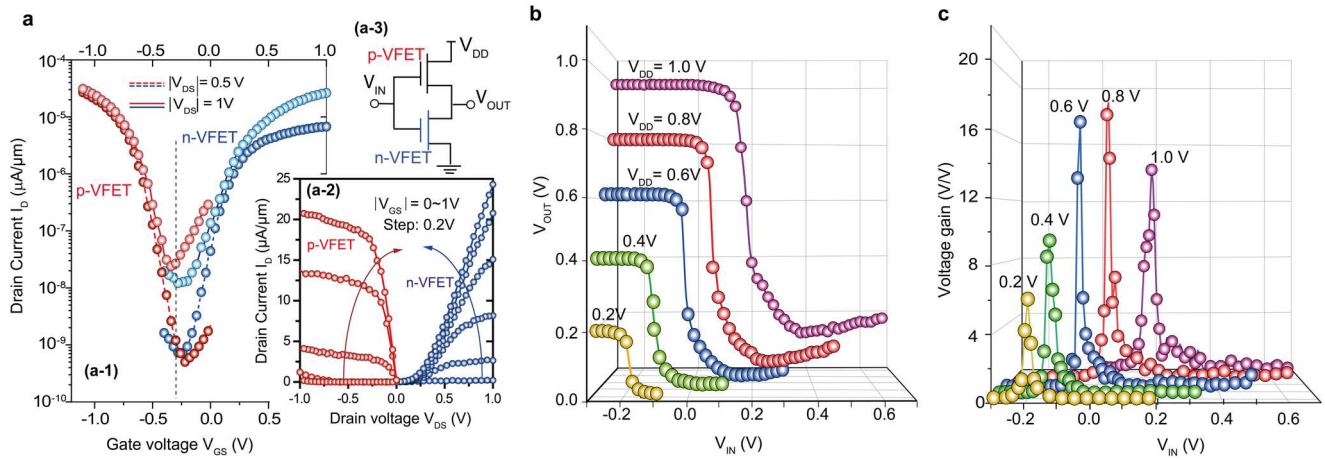 a
-1.0 -0.5 0.0 0.5 1.0
10⁻⁴
10⁻⁵
10⁻⁶
10⁻⁷
10⁻⁸
10⁻⁹
10⁻¹⁰
Drain Current I_D (µA/µm)
|V_DS|= 0.5 V
|V_DS| = 1V
n-VFET
p-VFET
(a-1)
-1.0 -0.5 0.0 0.5
Gate voltage V_GS (V)
(a-3)
p-VFET
V_DD
V_IN
V_OUT
n-VFET
(a-2)
|V_GS| = 0~1V
Step: 0.2V
p-VFET
n-VFET
25
20
15
10
5
0
Drain Current I_D (µA/µm)
-1.0 -0.5 0.0 0.5 1.0
Drain voltage V_DS (V)
b
1.0
0.8
0.6
0.4
0.2
0.0
V_OUT (V)
V_DD = 1.0 V
V_DD = 0.8V
V_DD = 0.6V
0.4V
0.2V
-0.2 0.0 0.2 0.4 0.6
V_IN (V)
c
20
16
12
8
4
0
Voltage gain (V/V)
0.6 V
0.8 V
1.0 V
0.4 V
0.2 V
-0.2 0.0 0.2 0.4 0.6
V_IN (V)